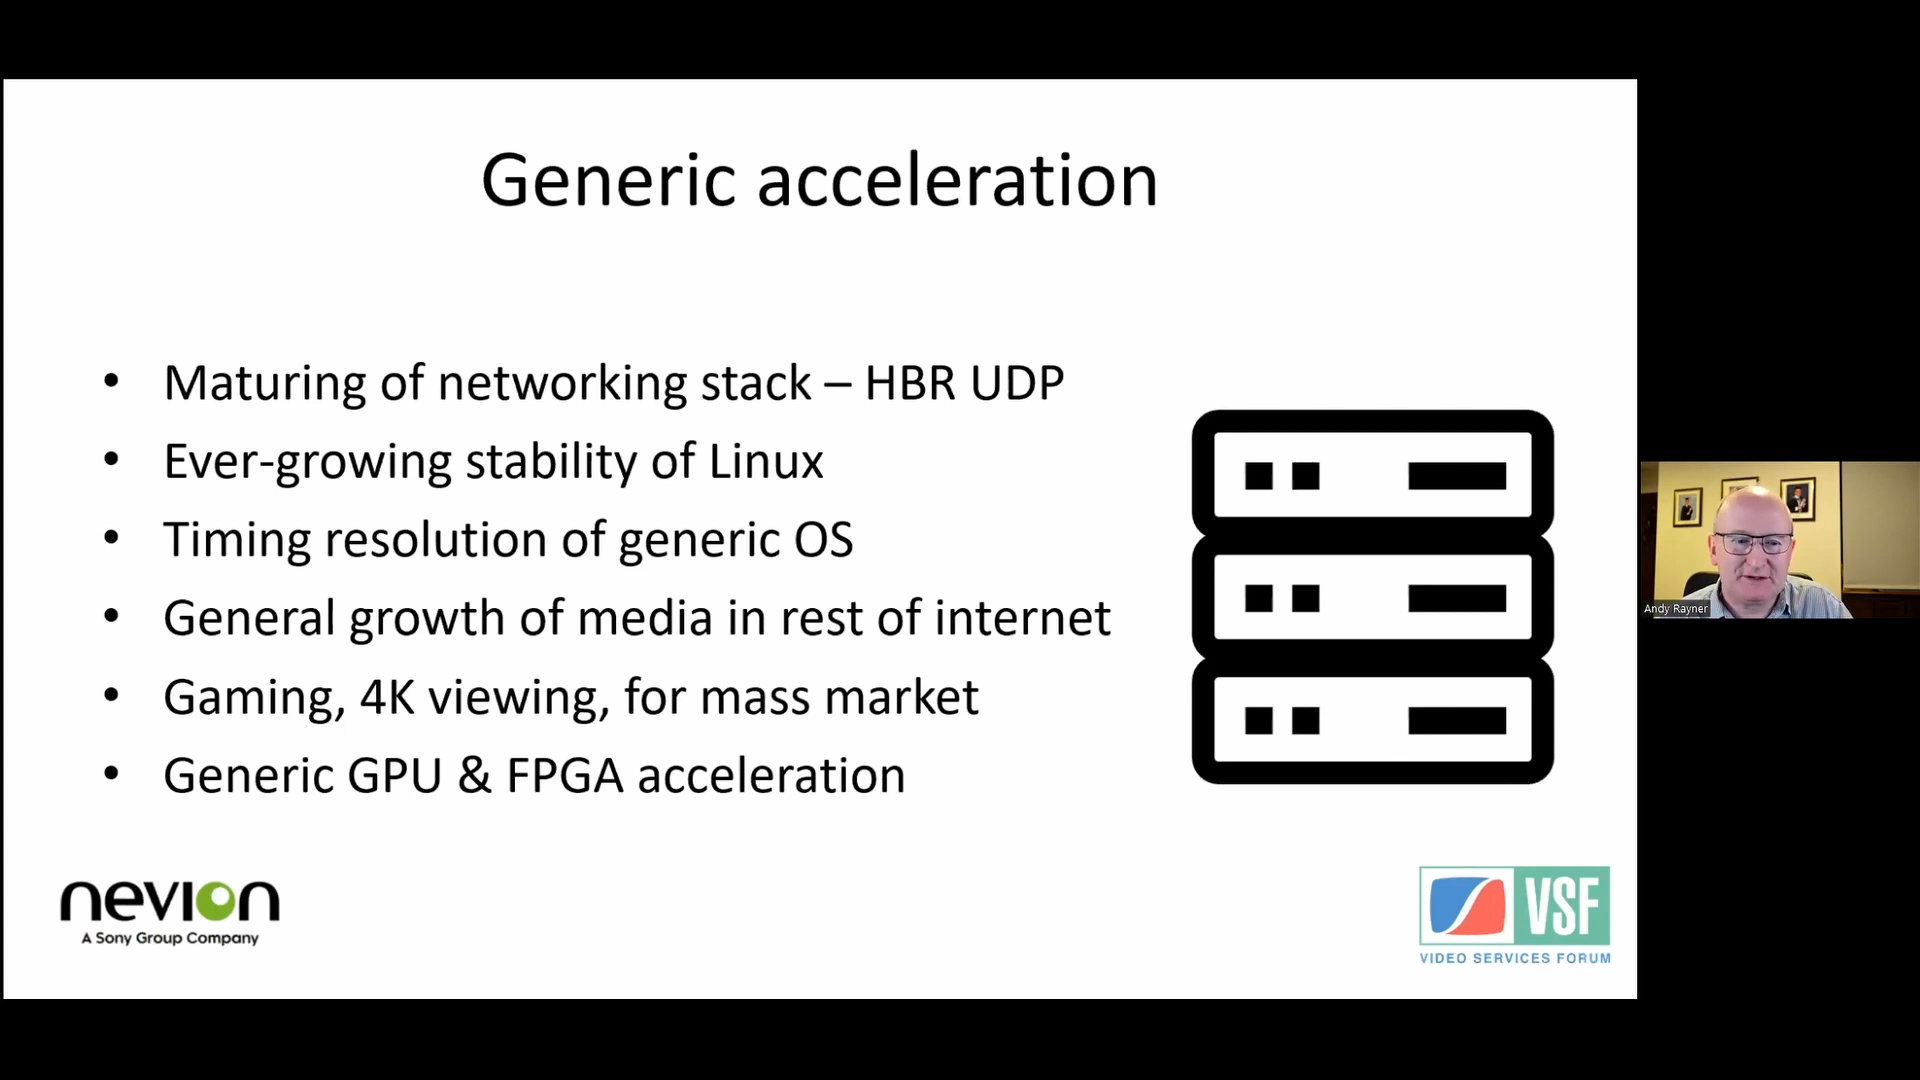 Generic acceleration
• Maturing of networking stack – HBR UDP
• Ever-growing stability of Linux
• Timing resolution of generic OS
• General growth of media in rest of internet
• Gaming, 4K viewing, for mass market
• Generic GPU & FPGA acceleration
nevion
A Sony Group Company
VSF
VIDEO SERVICES FORUM
Andy Rayner